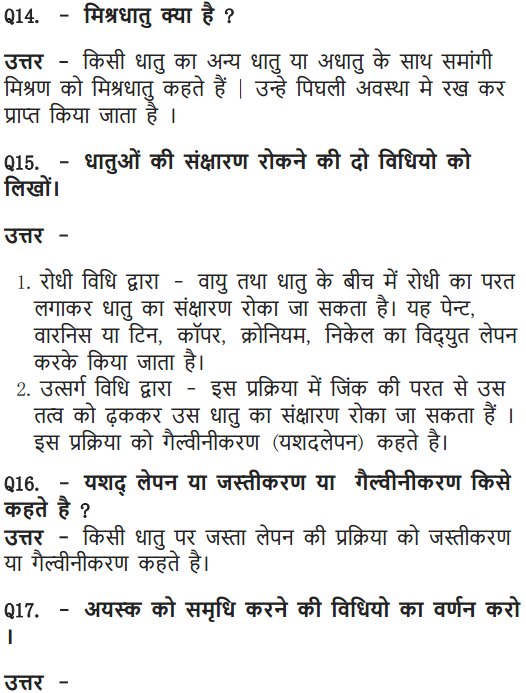 Q14. - मिश्रधातु क्या है ?
उत्तर - किसी धातु का अन्य धातु या अधातु के साथ समांगी
मिश्रण को मिश्रधातु कहते हैं | उन्हे पिघली अवस्था मे रख कर
प्राप्त किया जाता है ।
Q15. - धातुओं की संक्षारण रोकने की दो विधियो को
लिखों।
उत्तर -
1. रोधी विधि द्वारा - वायु तथा धातु के बीच में रोधी का परत
लगाकर धातु का संक्षारण रोका जा सकता है। यह पेन्ट,
वारनिस या टिन, कॉपर, क्रोनियम, निकेल का विद्युत लेपन
करके किया जाता है।
2. उत्सर्ग विधि द्वारा - इस प्रक्रिया में जिंक की परत से उस
तत्व को ढ़ककर उस धातु का संक्षारण रोका जा सकता हैं ।
इस प्रक्रिया को गैल्वीनीकरण (यशदलेपन) कहते है।
Q16. - यशद् लेपन या जस्तीकरण या गैल्वीनीकरण किसे
कहते है ?
उत्तर - किसी धातु पर जस्ता लेपन की प्रक्रिया को जस्तीकरण
या गैल्वीनीकरण कहते है।
Q17. - अयस्क को समृधि करने की विधियो का वर्णन करो
।
उत्तर -